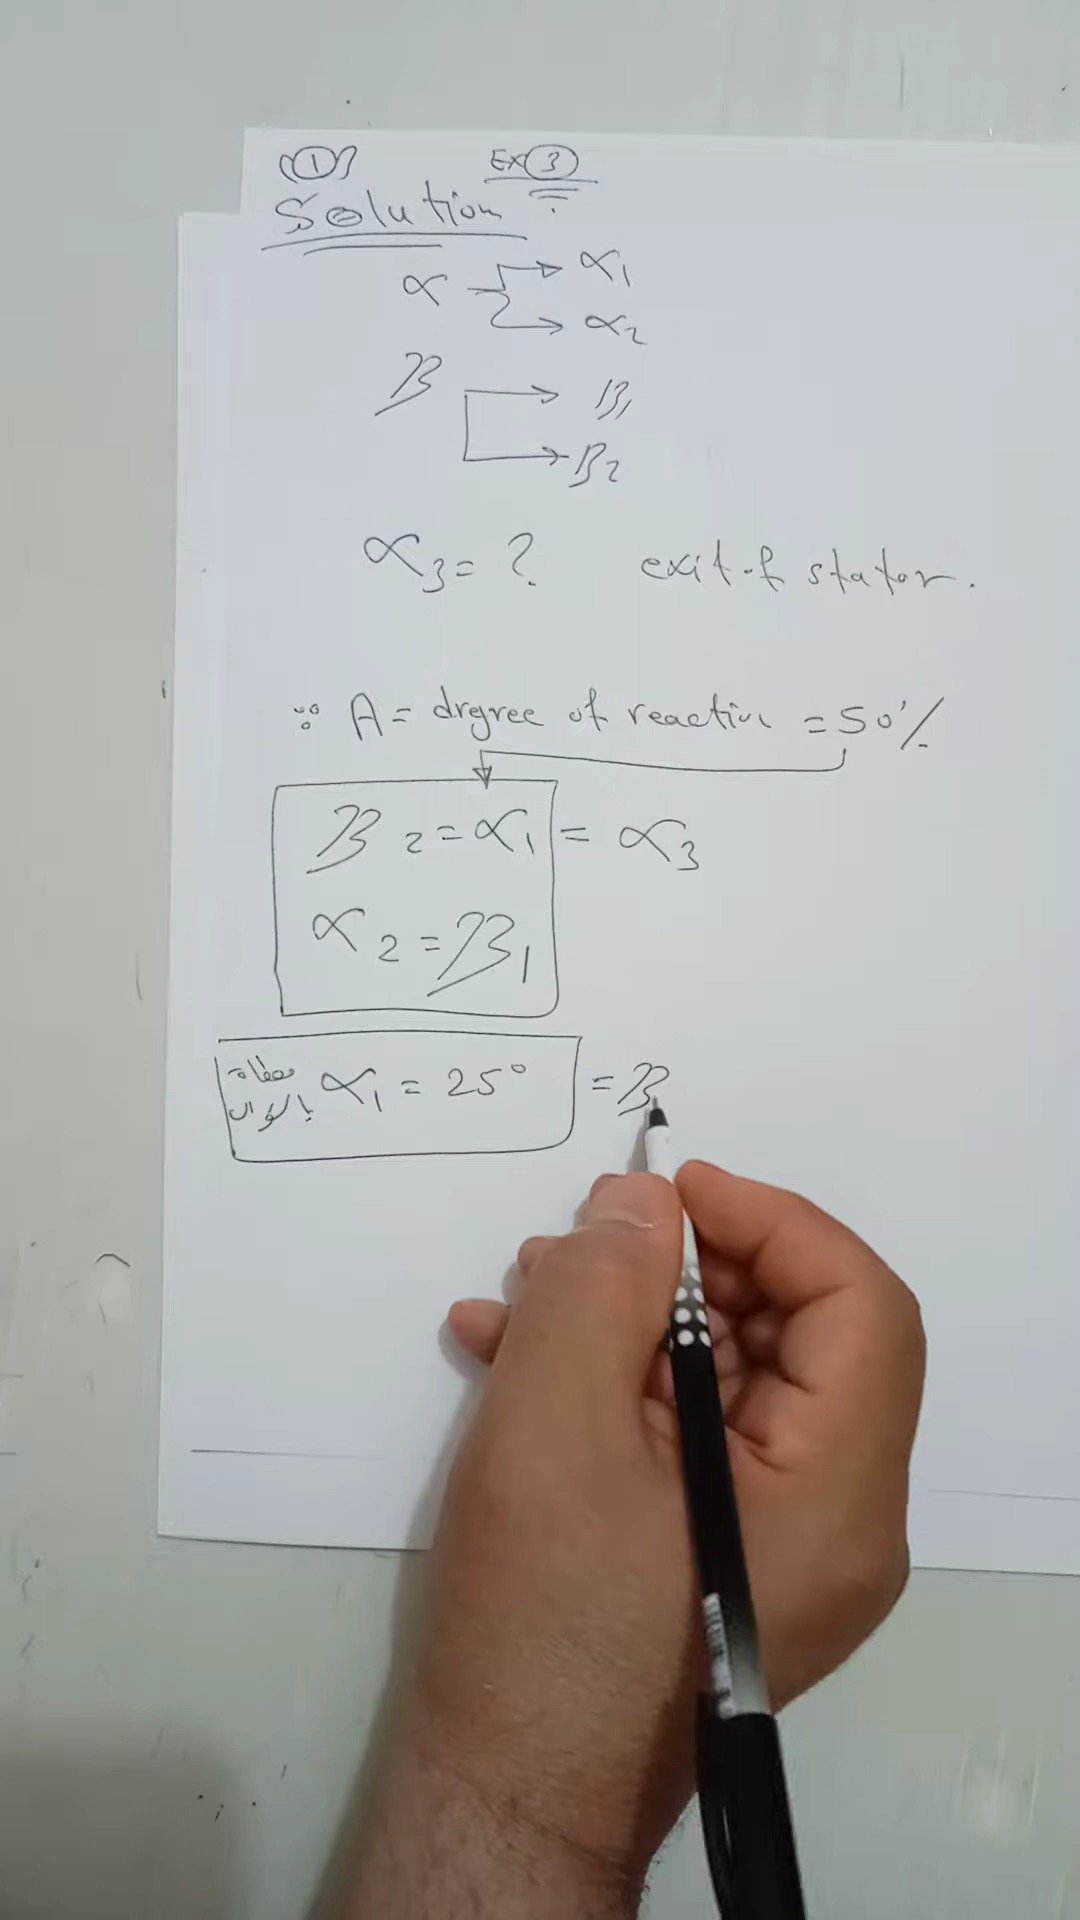 (1) Ex 3
Solution
α → α1
→ α2
β → β1
→ β2
α3 = ? exit of stator.
∵ Λ = drgree of reaction = 50%
β2 = α1 = α3
α2 = β1
معطاة بالسؤال α1 = 25° = β